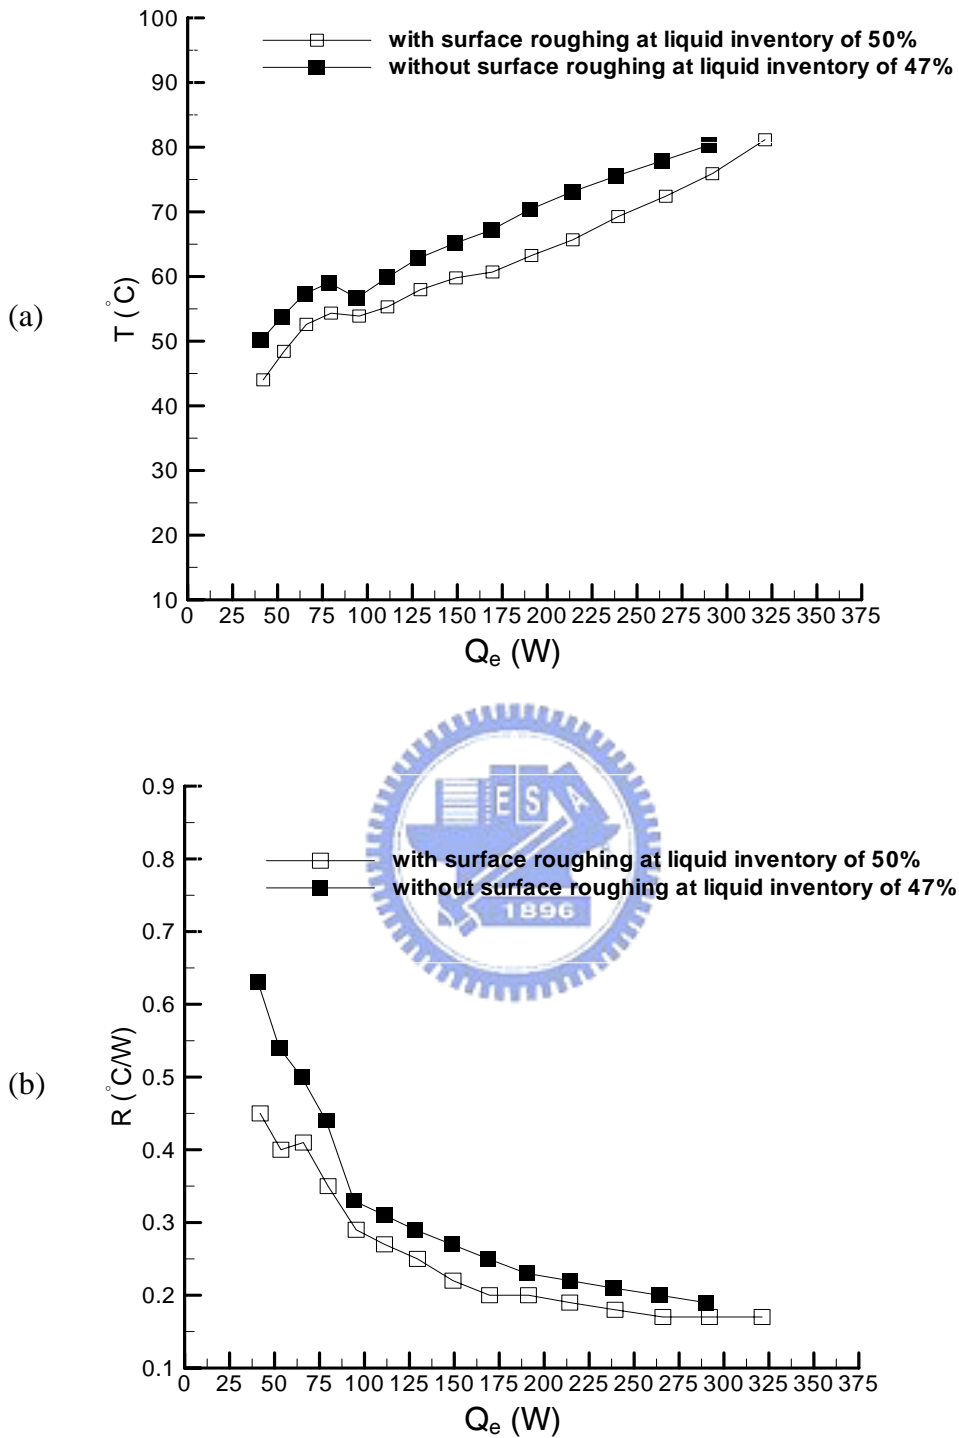 100
with surface roughing at liquid inventory of 50%
without surface roughing at liquid inventory of 47%
90
80
70
60
50
40
30
20
10
T (°C)
(a)
0 25 50 75 100 125 150 175 200 225 250 275 300 325 350 375
Qe (W)
0.9
ESA
with surface roughing at liquid inventory of 50%
0.8
without surface roughing at liquid inventory of 47%
1896
0.7
0.6
0.5
0.4
0.3
0.2
0.1
R (°C/W)
(b)
0 25 50 75 100 125 150 175 200 225 250 275 300 325 350 375
Qe (W)